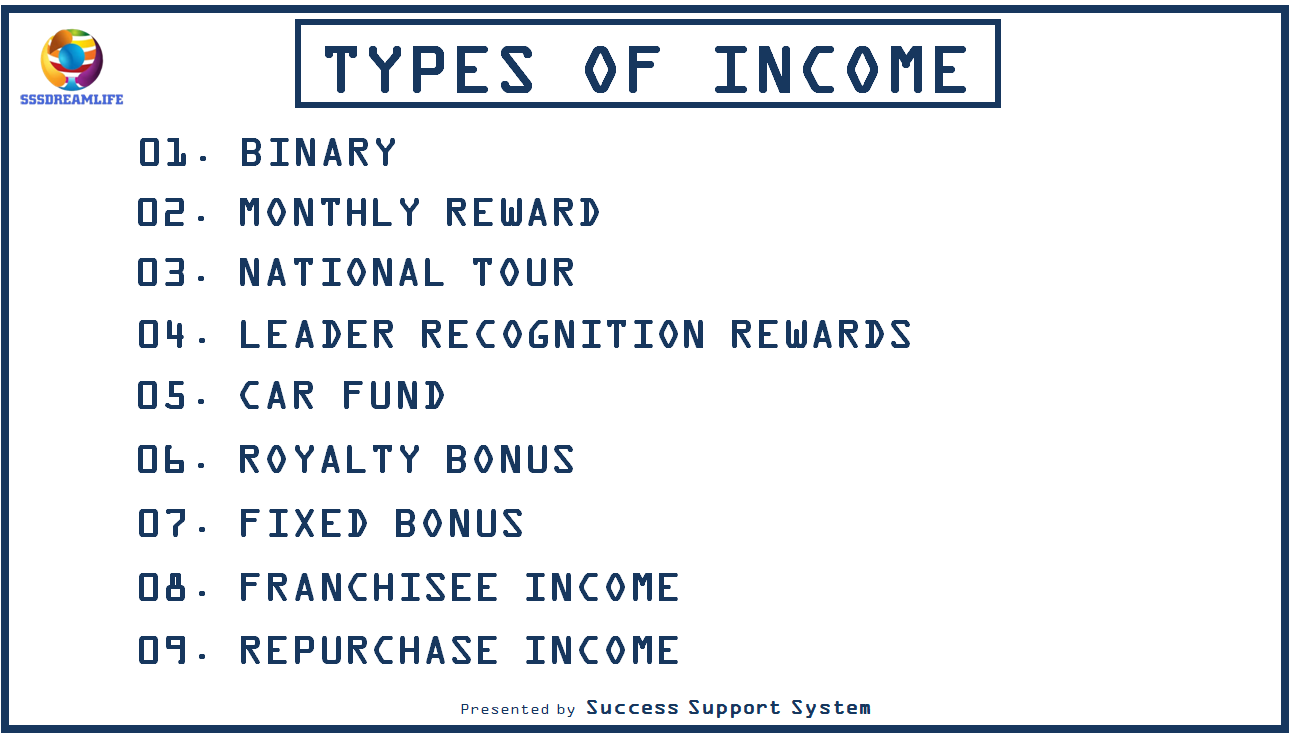 SSSDREAMLIFE
TYPES OF INCOME
01. BINARY
02. MONTHLY REWARD
03. NATIONAL TOUR
04. LEADER RECOGNITION REWARDS
05. CAR FUND
06. ROYALTY BONUS
07. FIXED BONUS
08. FRANCHISEE INCOME
09. REPURCHASE INCOME
Presented by Success Support System